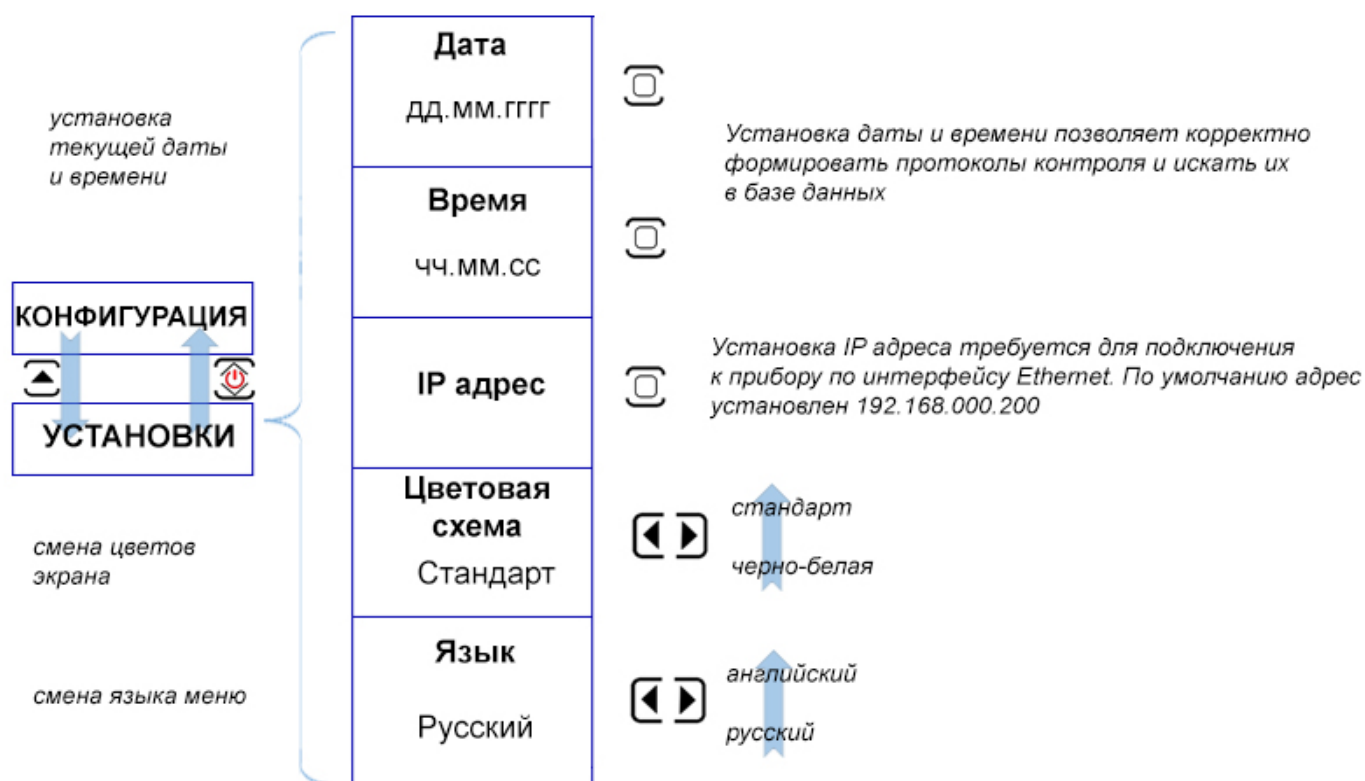 установка
текущей даты
и времени
КОНФИГУРАЦИЯ
УСТАНОВКИ
смена цветов
экрана
смена языка меню
Дата
дд.мм.гггг
Время
чч.мм.сс
IP адрес
Цветовая
схема
Стандарт
Язык
Русский
Установка даты и времени позволяет корректно
формировать протоколы контроля и искать их
в базе данных
Установка IP адреса требуется для подключения
к прибору по интерфейсу Ethernet. По умолчанию адрес
установлен 192.168.000.200
стандарт
черно-белая
английский
русский